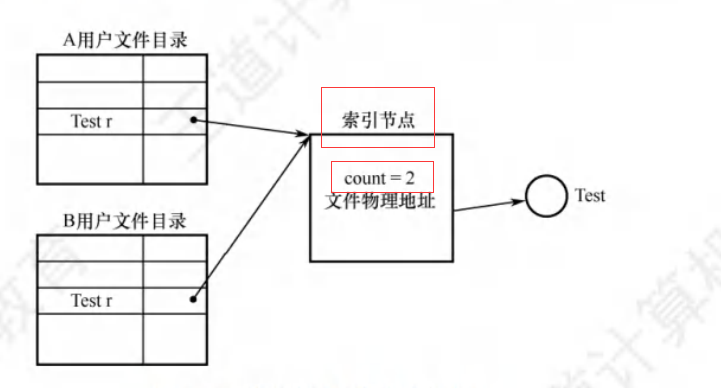 A用户文件目录
Test r
索引节点
count = 2
文件物理地址
Test
B用户文件目录
Test r